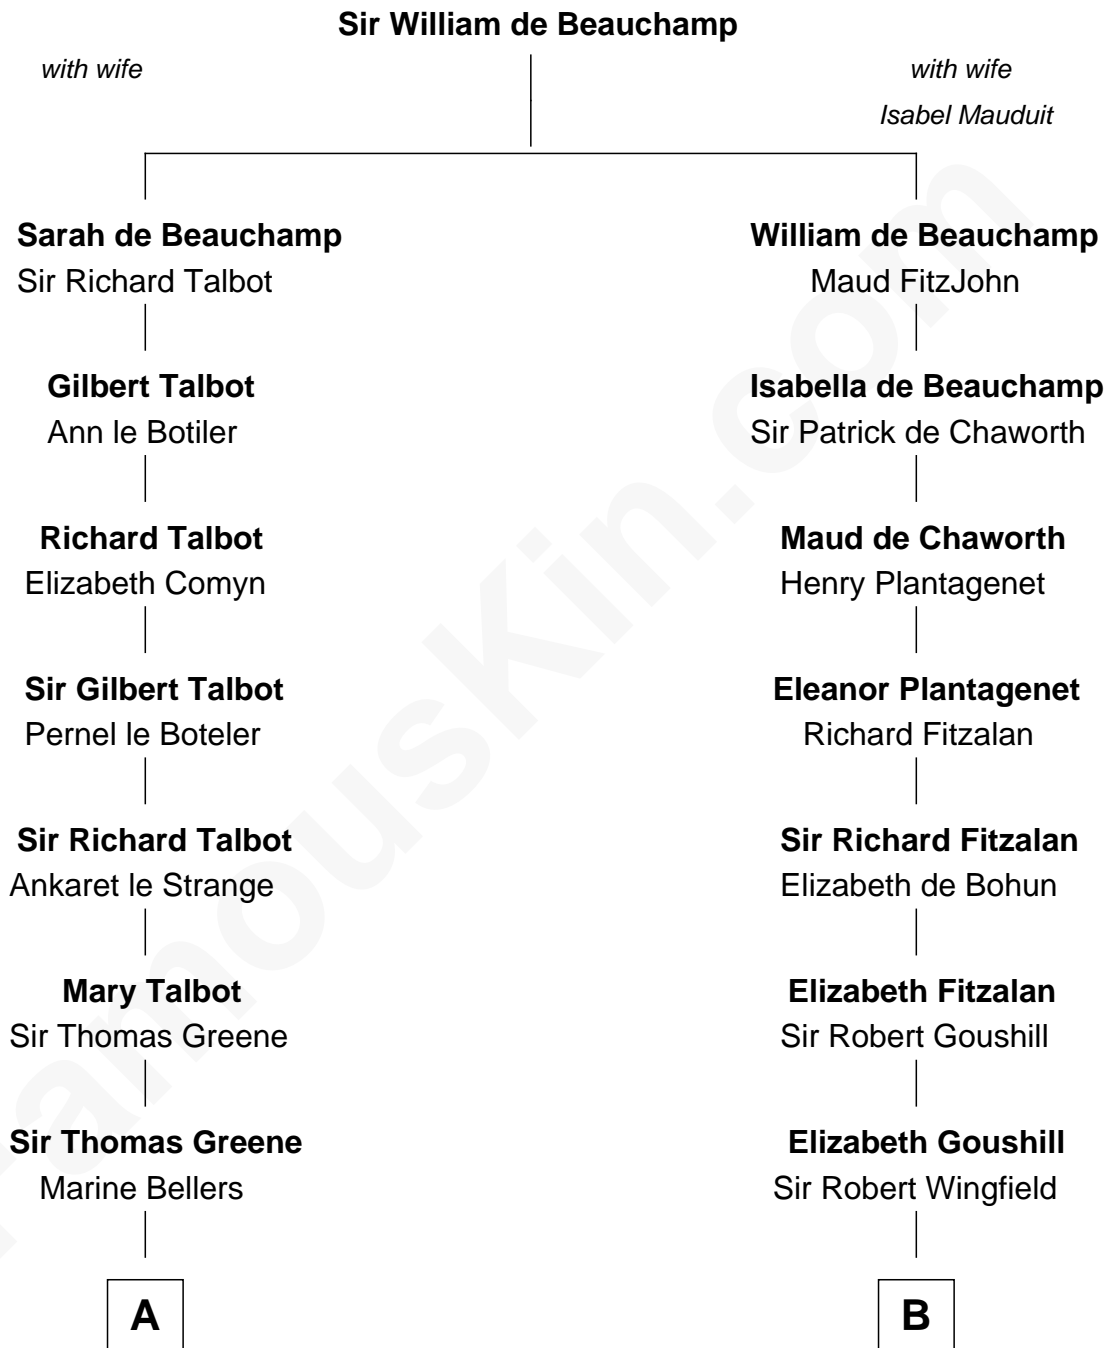 Sir William de Beauchamp
with wife
with wife
Isabel Mauduit
Sarah de Beauchamp
Sir Richard Talbot
William de Beauchamp
Maud FitzJohn
Gilbert Talbot
Ann le Botiler
Isabella de Beauchamp
Sir Patrick de Chaworth
Richard Talbot
Elizabeth Comyn
Maud de Chaworth
Henry Plantagenet
Sir Gilbert Talbot
Pernel le Boteler
Eleanor Plantagenet
Richard Fitzalan
Sir Richard Talbot
Ankaret le Strange
Sir Richard Fitzalan
Elizabeth de Bohun
Mary Talbot
Sir Thomas Greene
Elizabeth Fitzalan
Sir Robert Goushill
Sir Thomas Greene
Marine Bellers
Elizabeth Goushill
Sir Robert Wingfield
A
B
FamousKin.com